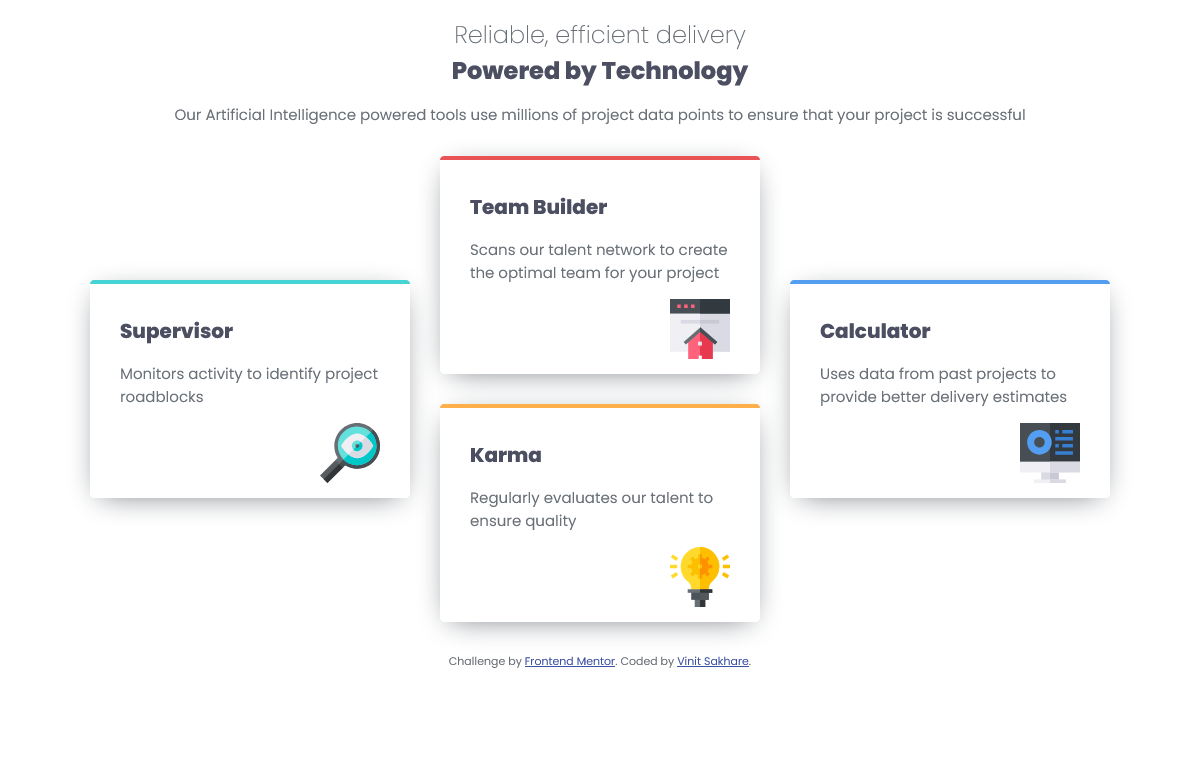 Reliable, efficient delivery
Powered by Technology
Our Artificial Intelligence powered tools use millions of project data points to ensure that your project is successful
Supervisor
Monitors activity to identify project
roadblocks
Team Builder
Scans our talent network to create
the optimal team for your project
Karma
Regularly evaluates our talent to
ensure quality
Calculator
Uses data from past projects to
provide better delivery estimates
Challenge by Frontend Mentor. Coded by Vinit Sakhare.